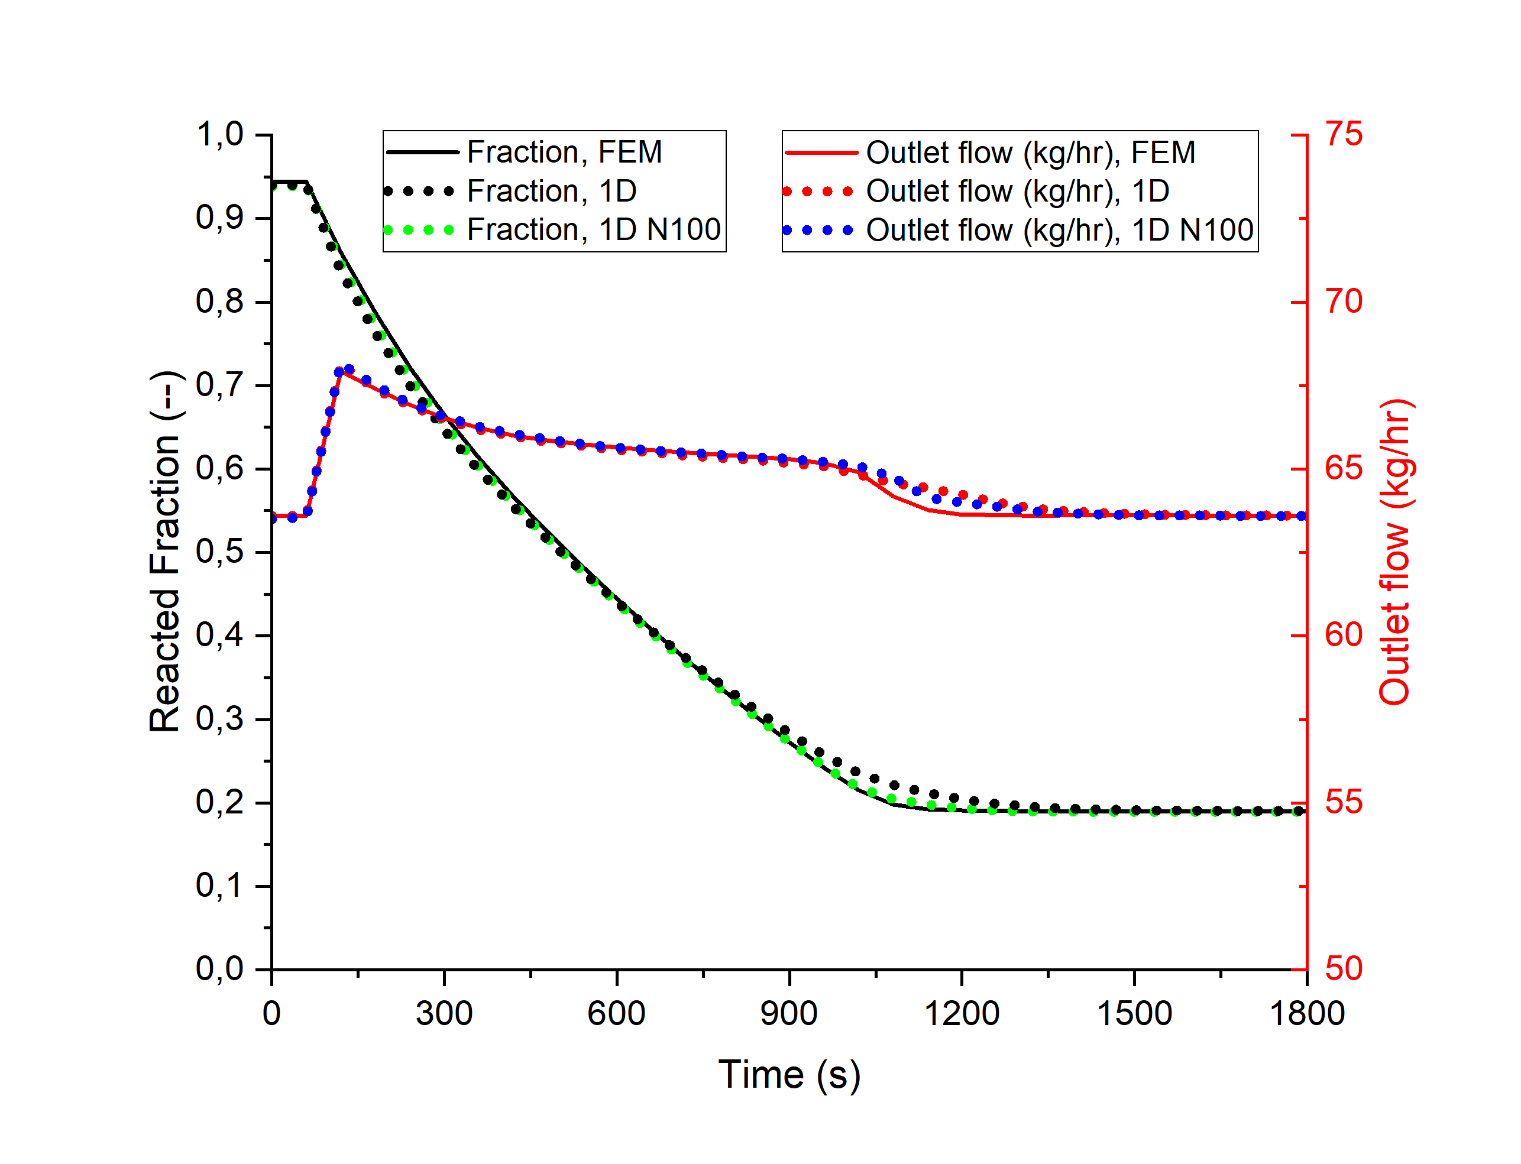 Fraction, FEM
Fraction, 1D
Fraction, 1D N100
Outlet flow (kg/hr), FEM
Outlet flow (kg/hr), 1D
Outlet flow (kg/hr), 1D N100
Reacted Fraction (--)
1,0
0,9
0,8
0,7
0,6
0,5
0,4
0,3
0,2
0,1
0,0
75
70
65
60
55
50
Outlet flow (kg/hr)
0 300 600 900 1200 1500 1800
Time (s)